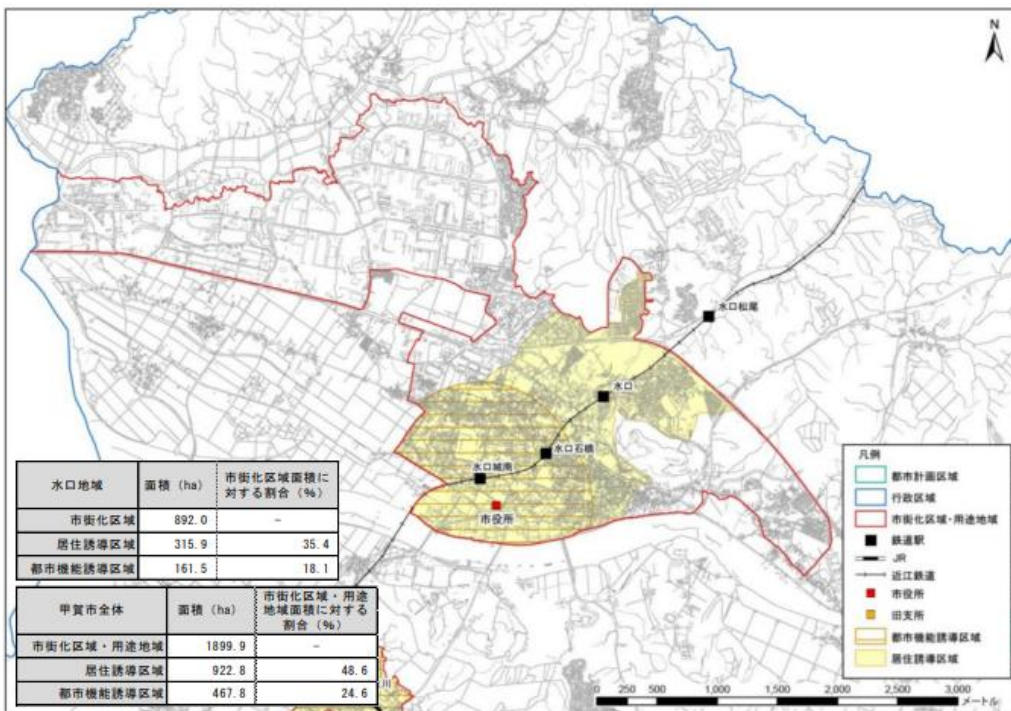 N
水口松尾
水口
水口石橋
水口城南
市役所
水口地域 面積（ha） 市街化区域面積に対する割合（%）
市街化区域 892.0 －
居住誘導区域 315.9 35.4
都市機能誘導区域 161.5 18.1
甲賀市全体 面積（ha） 市街化区域・用途地域面積に対する割合（%）
市街化区域・用途地域 1899.9 －
居住誘導区域 922.8 48.6
都市機能誘導区域 467.8 24.6
川
凡例
都市計画区域
行政区域
市街化区域・用途地域
鉄道駅
JR
近江鉄道
市役所
旧支所
都市機能誘導区域
居住誘導区域
0 250 500 1,000 1,500 2,000 2,500 3,000 メートル